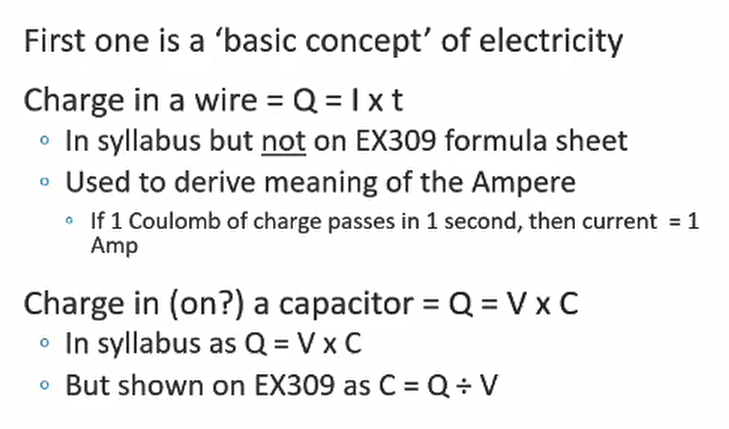 First one is a ‘basic concept’ of electricity
Charge in a wire = Q = I x t
◦ In syllabus but not on EX309 formula sheet
◦ Used to derive meaning of the Ampere
◦ If 1 Coulomb of charge passes in 1 second, then current = 1
Amp
Charge in (on?) a capacitor = Q = V x C
◦ In syllabus as Q = V x C
◦ But shown on EX309 as C = Q ÷ V